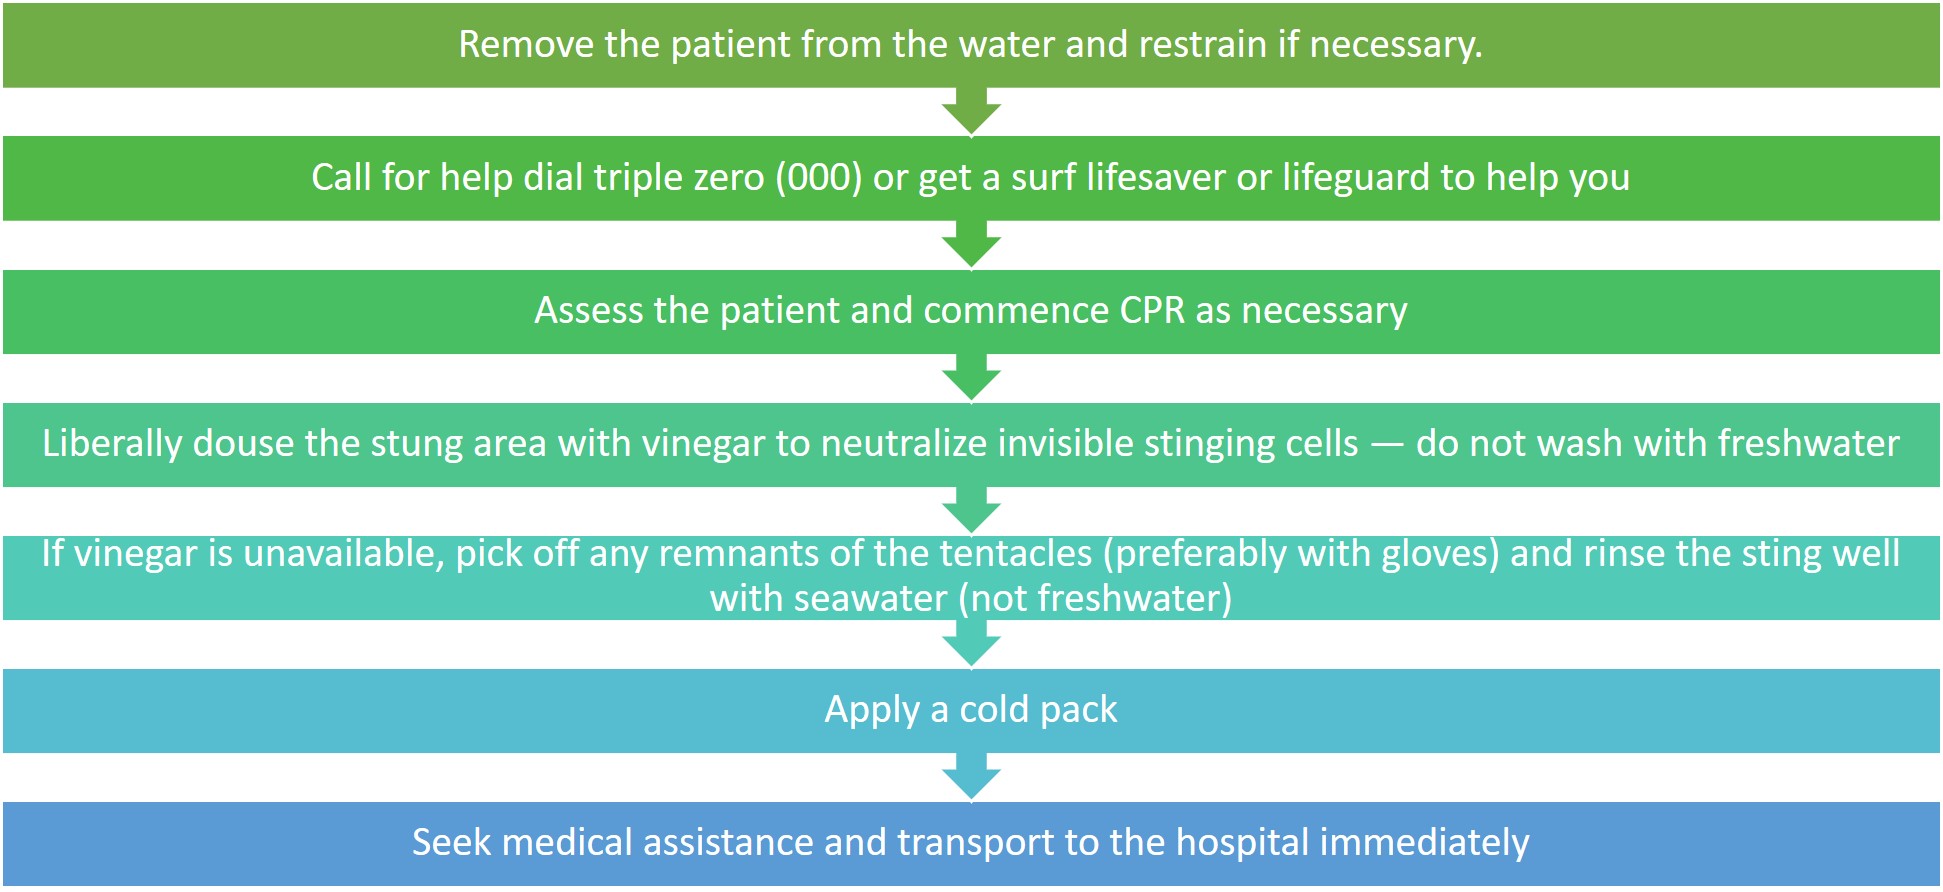 Remove the patient from the water and restrain if necessary.
Call for help dial triple zero (000) or get a surf lifesaver or lifeguard to help you
Assess the patient and commence CPR as necessary
Liberally douse the stung area with vinegar to neutralize invisible stinging cells — do not wash with freshwater
If vinegar is unavailable, pick off any remnants of the tentacles (preferably with gloves) and rinse the sting well
with seawater (not freshwater)
Apply a cold pack
Seek medical assistance and transport to the hospital immediately